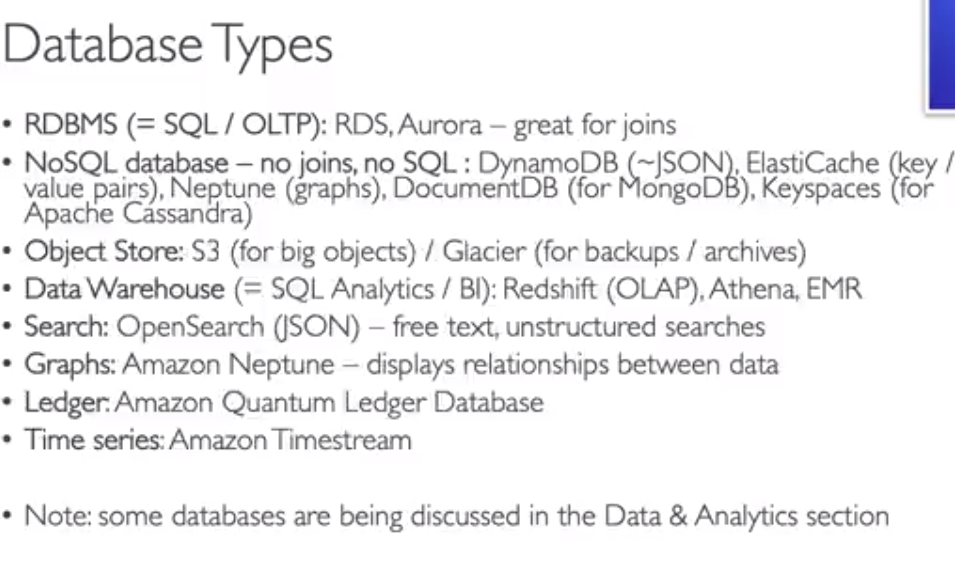 Database Types
• RDBMS (= SQL / OLTP): RDS, Aurora – great for joins
• NoSQL database – no joins, no SQL : DynamoDB (~JSON), ElastiCache (key /
value pairs), Neptune (graphs), DocumentDB (for MongoDB), Keyspaces (for
Apache Cassandra)
• Object Store: S3 (for big objects) / Glacier (for backups / archives)
• Data Warehouse (= SQL Analytics / BI): Redshift (OLAP), Athena, EMR
• Search: OpenSearch (JSON) – free text, unstructured searches
• Graphs: Amazon Neptune – displays relationships between data
• Ledger: Amazon Quantum Ledger Database
• Time series: Amazon Timestream
• Note: some databases are being discussed in the Data & Analytics section